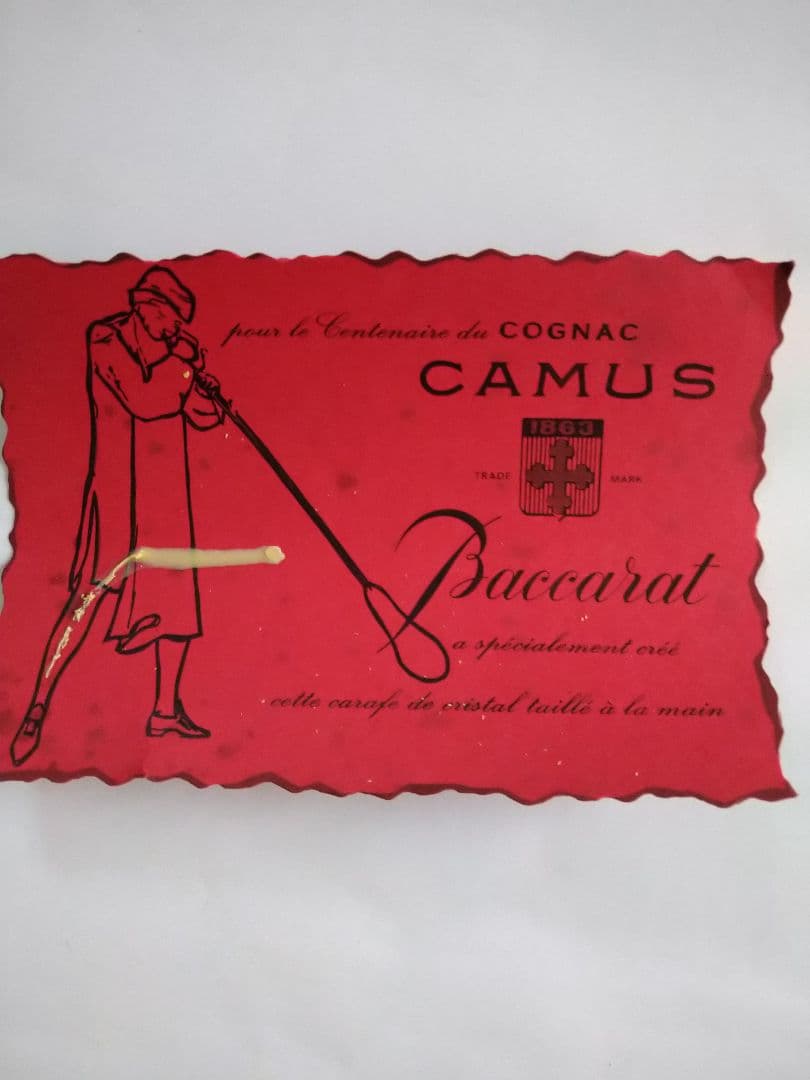 pour le Centenaire du COGNAC
CAMUS
1863
TRADE MARK
Baccarat
a spécialement créé
cette carafe de cristal taillé à la main